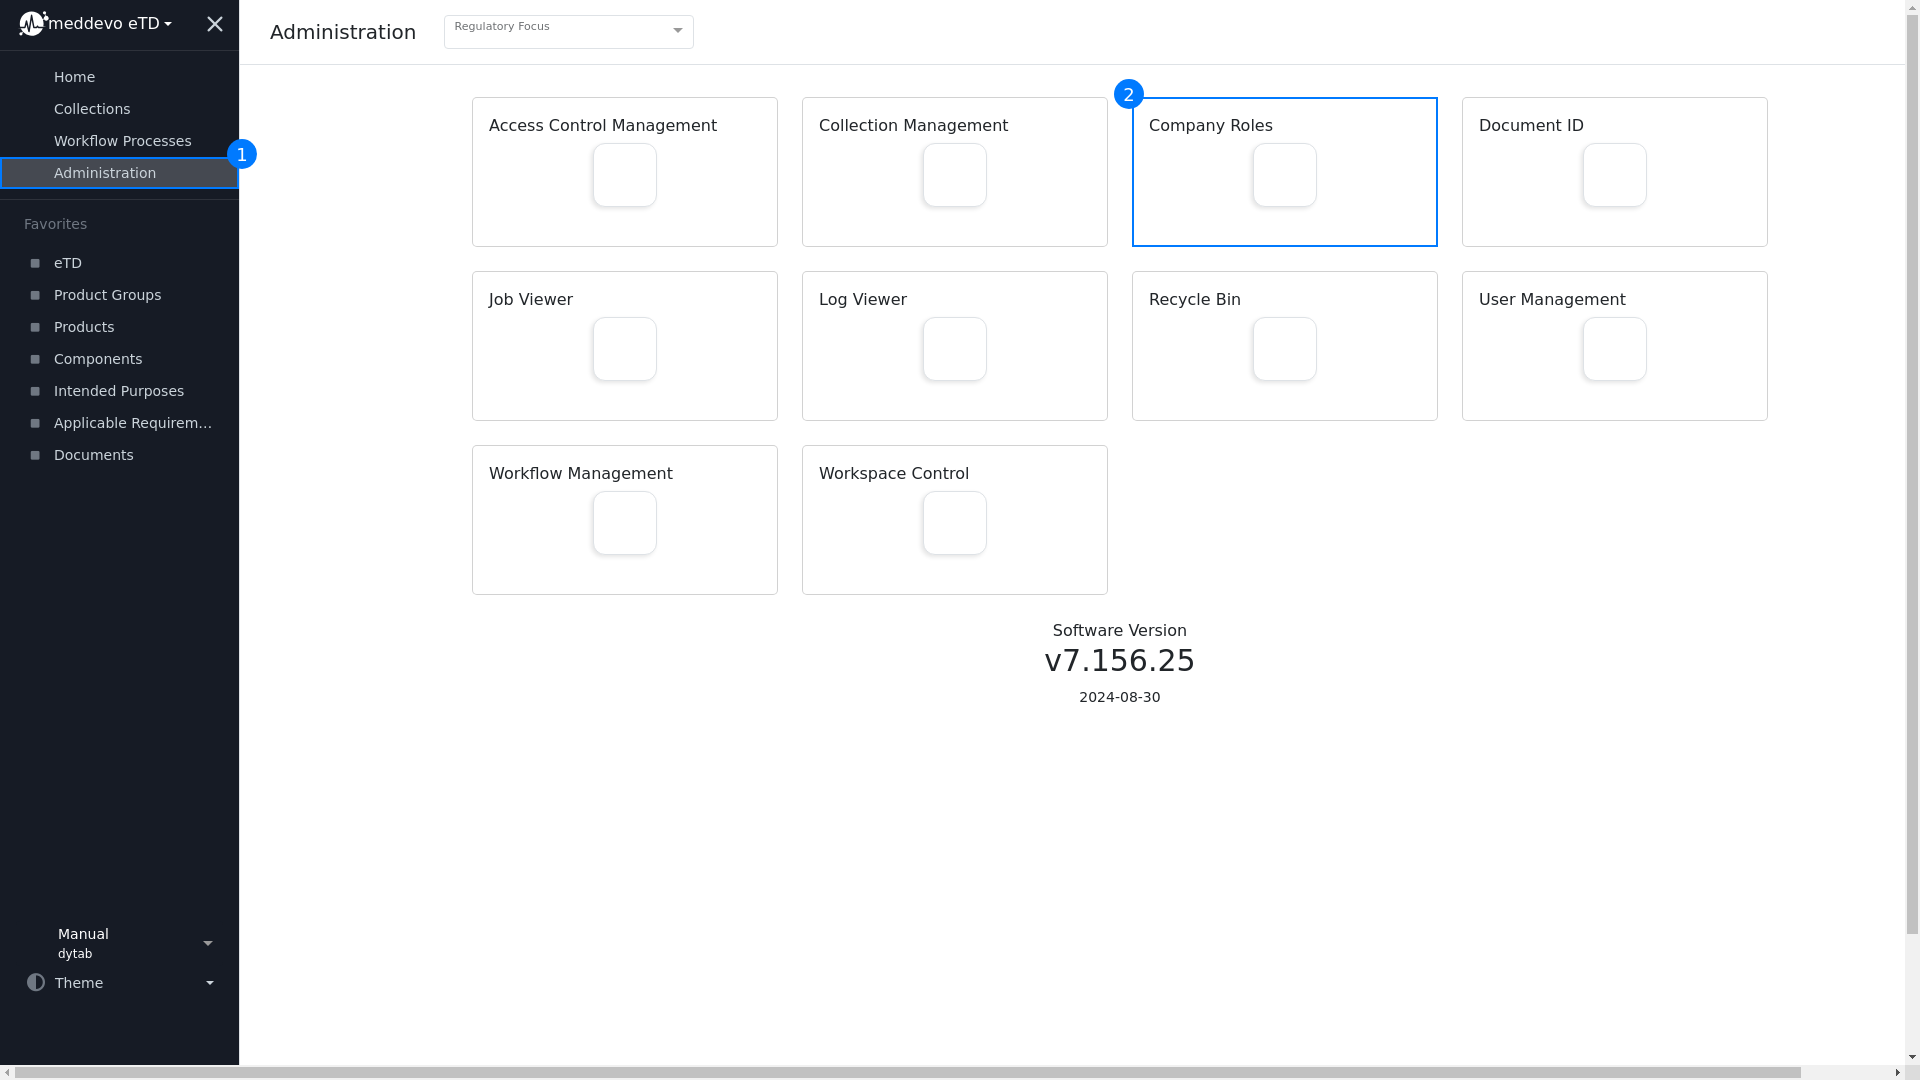 meddevo eTD
Home
Collections
Workflow Processes
1
Administration
Favorites
eTD
Product Groups
Products
Components
Intended Purposes
Applicable Requirem...
Documents
Manual
dytab
Theme
Administration
Regulatory Focus
Access Control Management
Collection Management
2
Company Roles
Document ID
Job Viewer
Log Viewer
Recycle Bin
User Management
Workflow Management
Workspace Control
Software Version
v7.156.25
2024-08-30